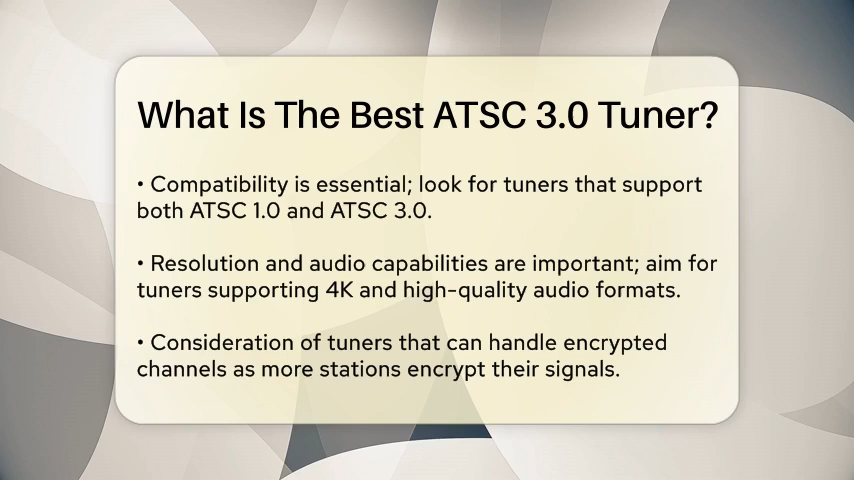 What Is The Best ATSC 3.0 Tuner?
• Compatibility is essential; look for tuners that support
both ATSC 1.0 and ATSC 3.0.
• Resolution and audio capabilities are important; aim for
tuners supporting 4K and high-quality audio formats.
• Consideration of tuners that can handle encrypted
channels as more stations encrypt their signals.